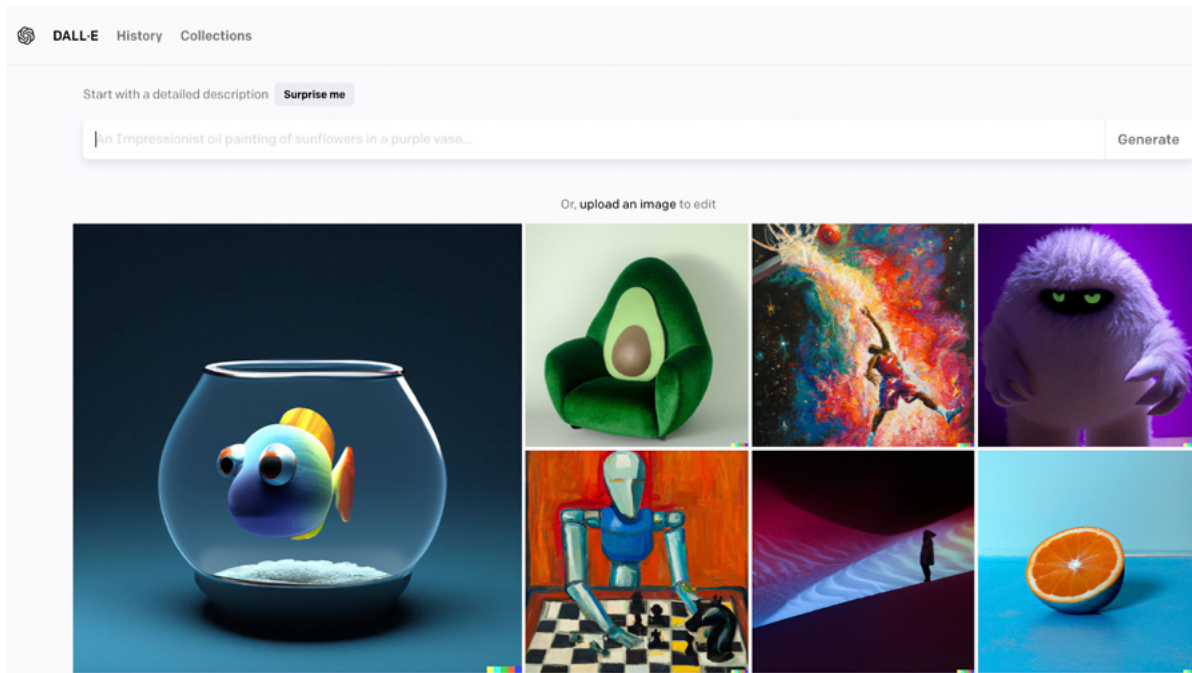 DALL·E History Collections
Start with a detailed description Surprise me
An Impressionist oil painting of sunflowers in a purple vase...
Generate
Or, upload an image to edit